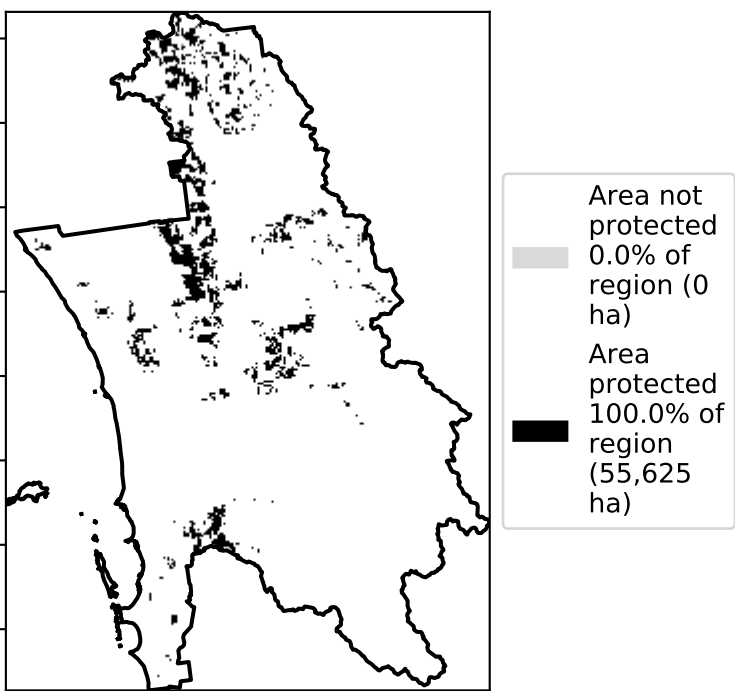 Area not
protected
0.0% of
region (0
ha)
Area
protected
100.0% of
region
(55,625
ha)